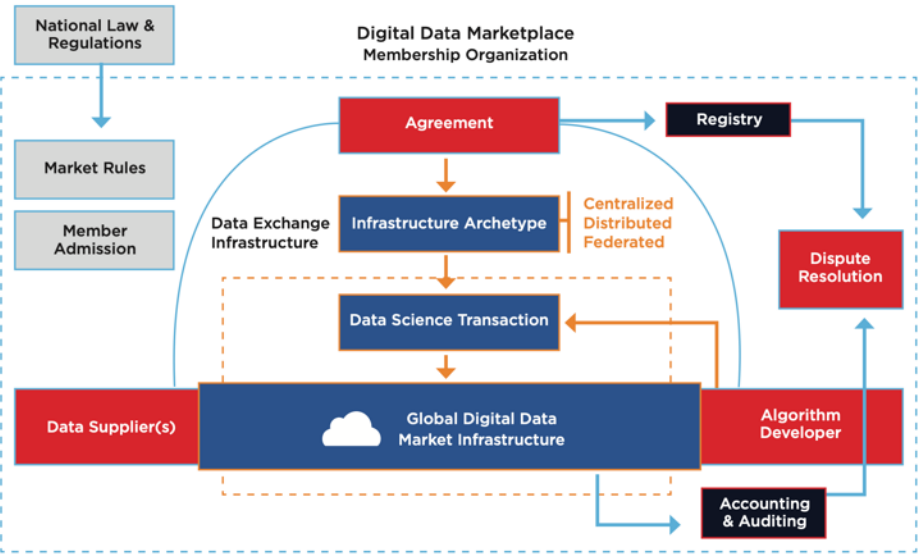 National Law &
Regulations
Digital Data Marketplace
Membership Organization
Agreement
Registry
Market Rules
Member
Admission
Data Exchange
Infrastructure
Infrastructure Archetype
Centralized
Distributed
Federated
Dispute
Resolution
Data Science Transaction
Data Supplier(s)
Global Digital Data
Market Infrastructure
Algorithm
Developer
Accounting
& Auditing